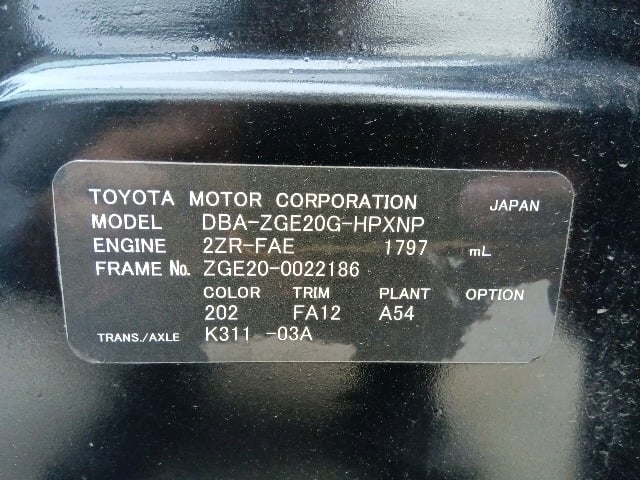 TOYOTA MOTOR CORPORATION JAPAN
MODEL DBA-ZGE20G-HPXNP
ENGINE 2ZR-FAE 1797 mL
FRAME No. ZGE20-0022186
COLOR TRIM PLANT OPTION
202 FA12 A54
TRANS./AXLE K311 -03A